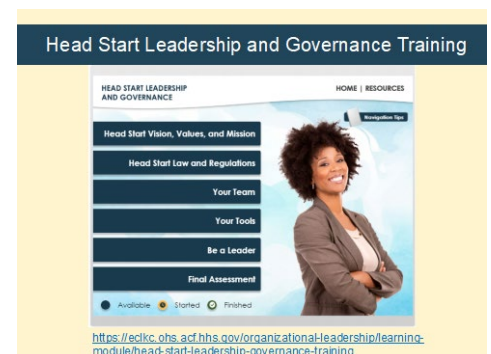 Head Start Leadership and Governance Training
HEAD START LEADERSHIP
AND GOVERNANCE
HOME | RESOURCES
Navigation Tips
Head Start Vision, Values, and Mission
Head Start Law and Regulations
Your Team
Your Tools
Be a Leader
Final Assessment
Available Started Finished
https://eclkc.ohs.acf.hhs.gov/organizational-leadership/learning-
module/head-start-leadership-governance-training